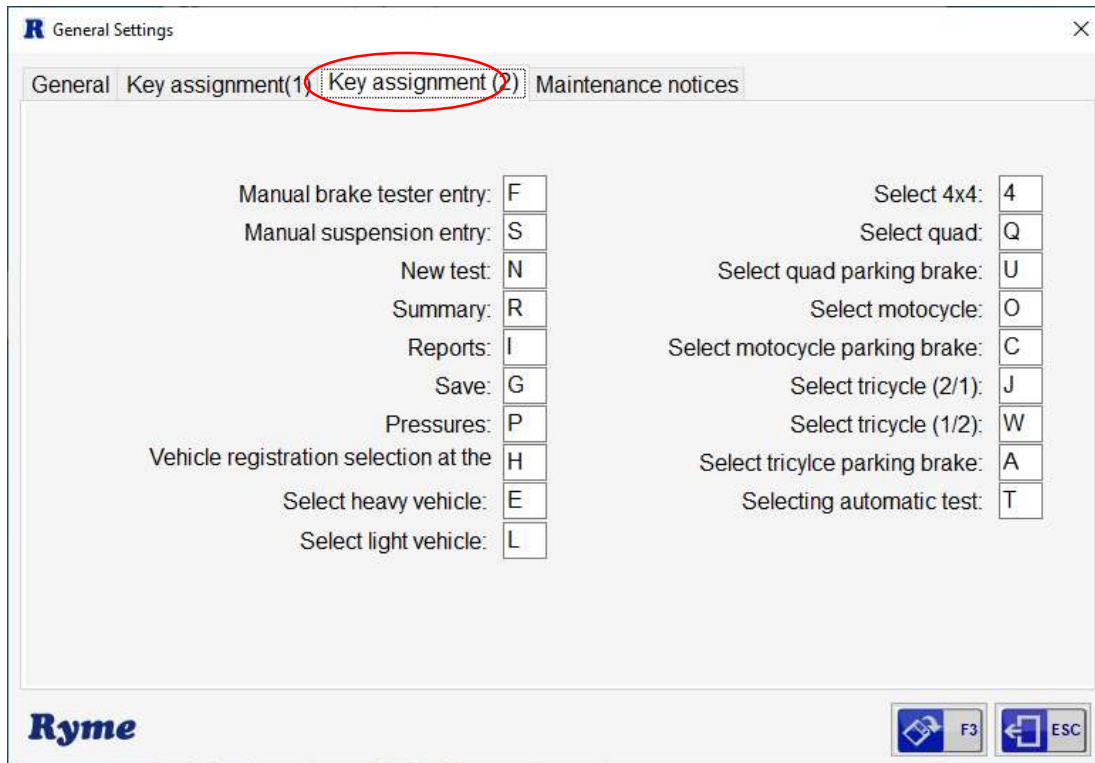 R General Settings
General Key assignment(1) Key assignment (2) Maintenance notices
Manual brake tester entry: F
Manual suspension entry: S
New test: N
Summary: R
Reports: I
Save: G
Pressures: P
Vehicle registration selection at the H
Select heavy vehicle: E
Select light vehicle: L
Select 4x4: 4
Select quad: Q
Select quad parking brake: U
Select motocycle: O
Select motocycle parking brake: C
Select tricycle (2/1): J
Select tricycle (1/2): W
Select tricylce parking brake: A
Selecting automatic test: T
Ryme
F3 ESC